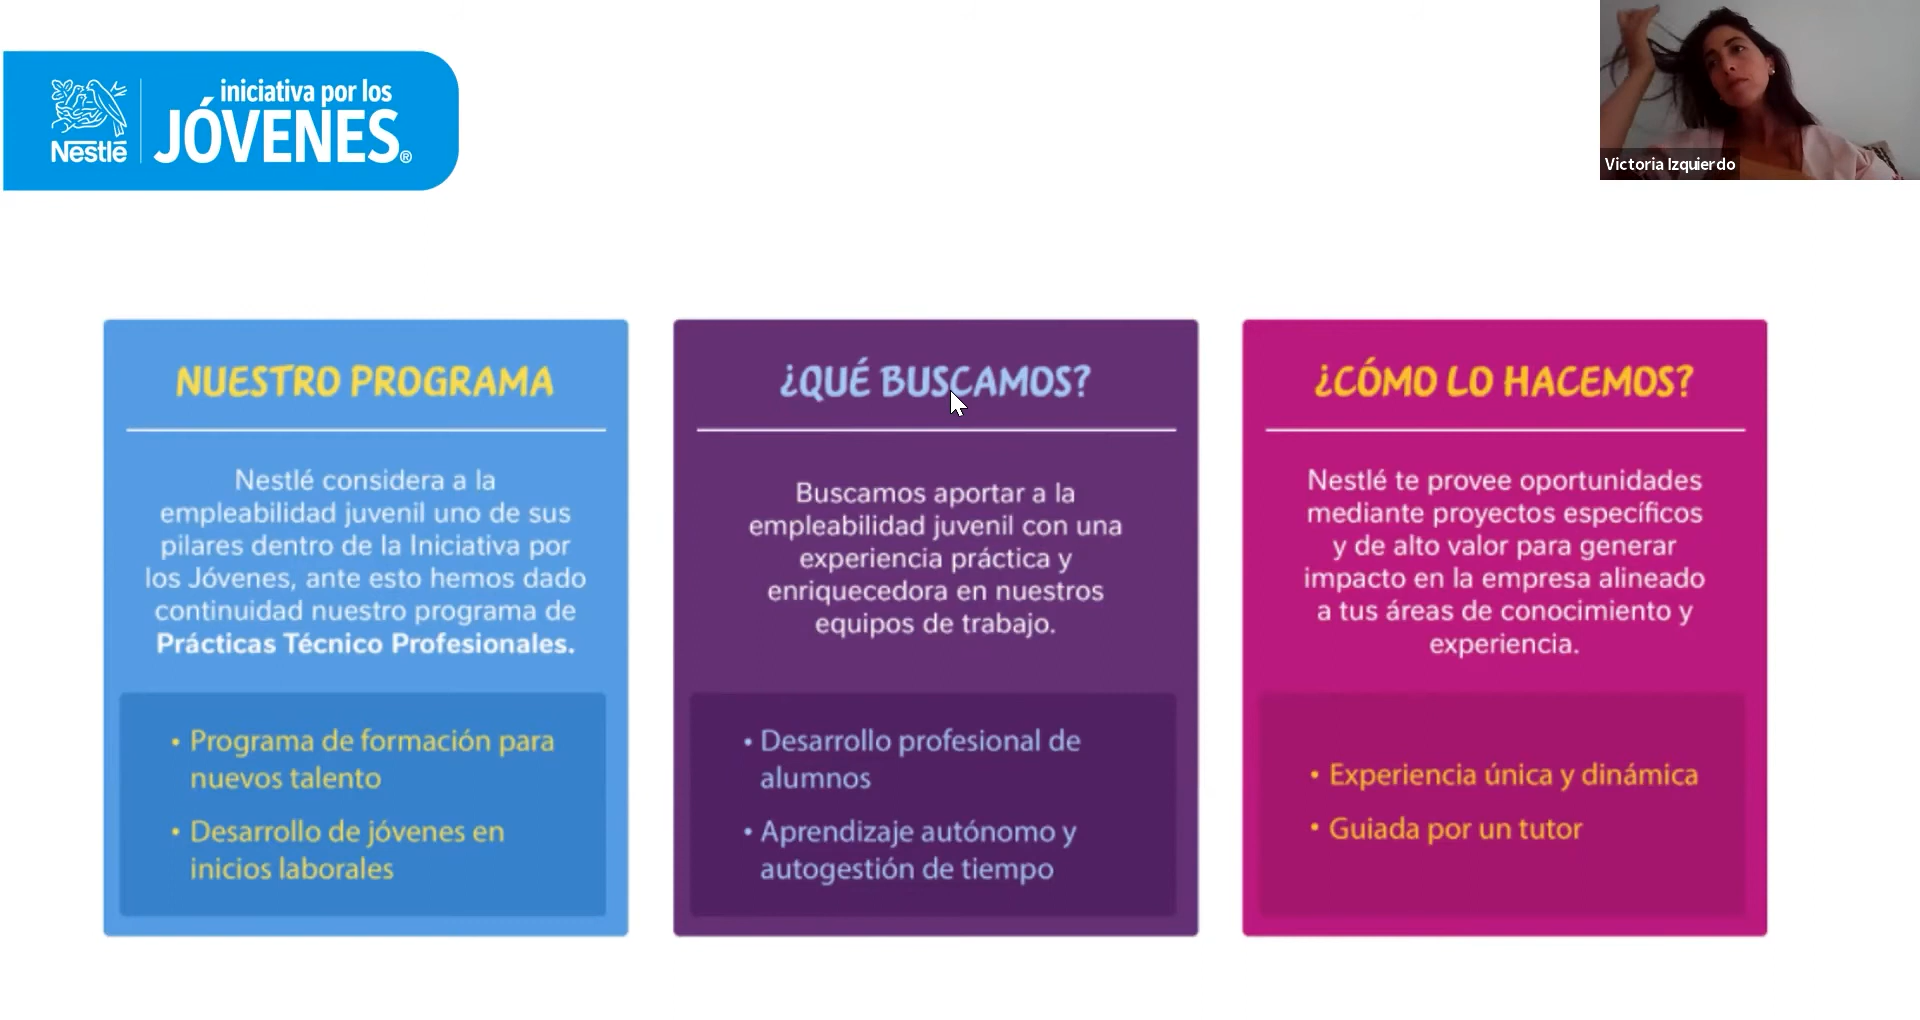 iniciativa por los
JÓVENES®
Nestlé
Victoria Izquierdo
NUESTRO PROGRAMA
Nestlé considera a la
empleabilidad juvenil uno de sus
pilares dentro de la Iniciativa por
los Jóvenes, ante esto hemos dado
continuidad nuestro programa de
Prácticas Técnico Profesionales.
• Programa de formación para
nuevos talento
• Desarrollo de jóvenes en
inicios laborales
¿QUÉ BUSCAMOS?
Buscamos aportar a la
empleabilidad juvenil con una
experiencia práctica y
enriquecedora en nuestros
equipos de trabajo.
• Desarrollo profesional de
alumnos
• Aprendizaje autónomo y
autogestión de tiempo
¿CÓMO LO HACEMOS?
Nestlé te provee oportunidades
mediante proyectos específicos
y de alto valor para generar
impacto en la empresa alineado
a tus áreas de conocimiento y
experiencia.
• Experiencia única y dinámica
• Guiada por un tutor